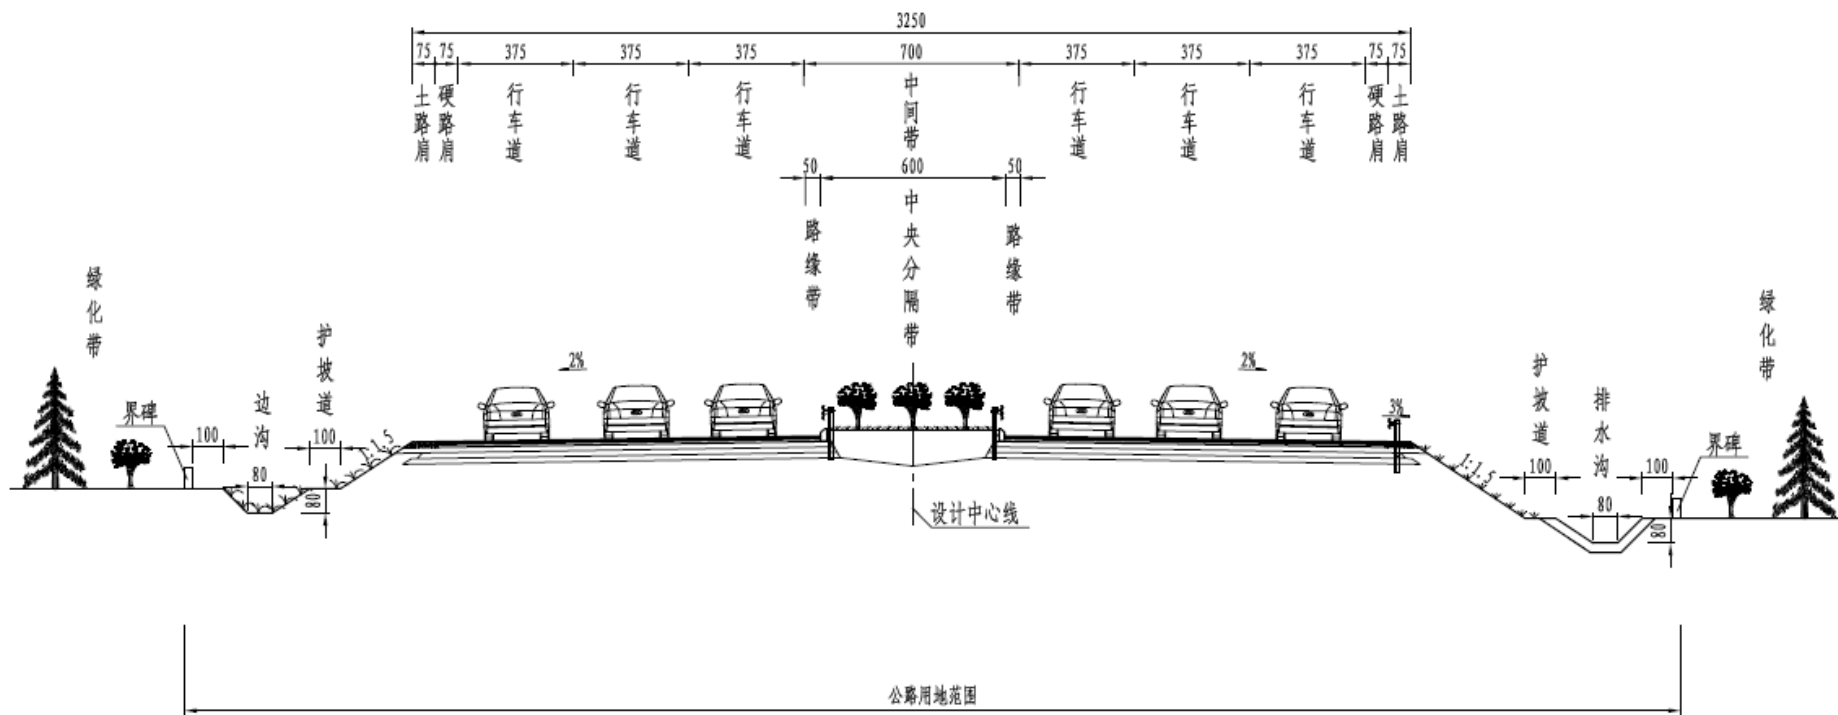 3250
75
75
375
375
375
700
375
375
375
75
75
土路肩
硬路肩
行车道
行车道
行车道
中间带
行车道
行车道
行车道
硬路肩
土路肩
50
600
50
路缘带
中央分隔带
路缘带
绿化带
护坡道
边沟
界碑
100
100
80
80
1:1.5
2%
2%
3%
1:1.5
设计中心线
护坡道
排水沟
绿化带
界碑
100
100
80
80
公路用地范围